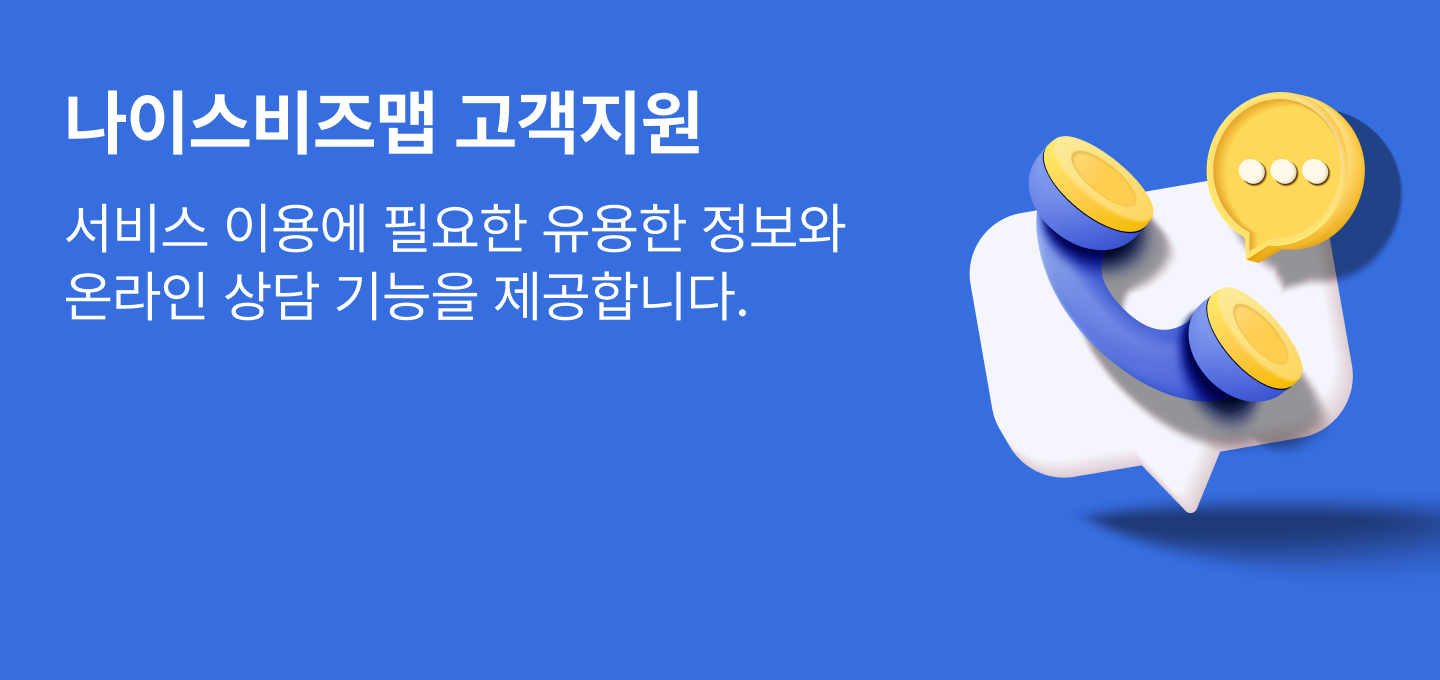 나이스비즈맵 고객지원
서비스 이용에 필요한 유용한 정보와
온라인 상담 기능을 제공합니다.